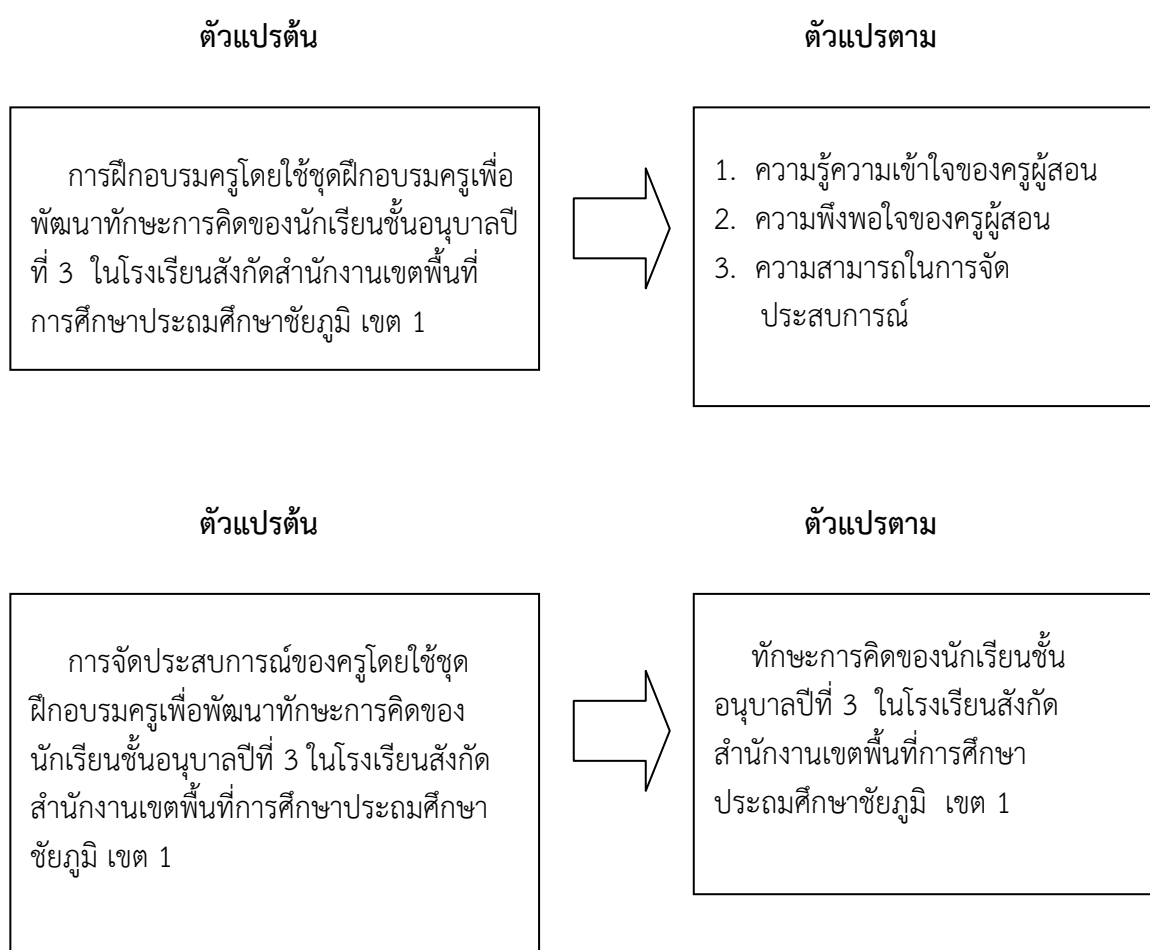 ตัวแปรต้น
ตัวแปรตาม
การฝึกอบรมครูโดยใช้ชุดฝึกอบรมครูเพื่อ
พัฒนาทักษะการคิดของนักเรียนชั้นอนุบาลปี
ที่ 3 ในโรงเรียนสังกัดสำนักงานเขตพื้นที่
การศึกษาประถมศึกษาชัยภูมิ เขต 1
1. ความรู้ความเข้าใจของครูผู้สอน
2. ความพึงพอใจของครูผู้สอน
3. ความสามารถในการจัด
ประสบการณ์
ตัวแปรต้น
ตัวแปรตาม
การจัดประสบการณ์ของครูโดยใช้ชุด
ฝึกอบรมครูเพื่อพัฒนาทักษะการคิดของ
นักเรียนชั้นอนุบาลปีที่ 3 ในโรงเรียนสังกัด
สำนักงานเขตพื้นที่การศึกษาประถมศึกษา
ชัยภูมิ เขต 1
ทักษะการคิดของนักเรียนชั้น
อนุบาลปีที่ 3 ในโรงเรียนสังกัด
สำนักงานเขตพื้นที่การศึกษา
ประถมศึกษาชัยภูมิ เขต 1